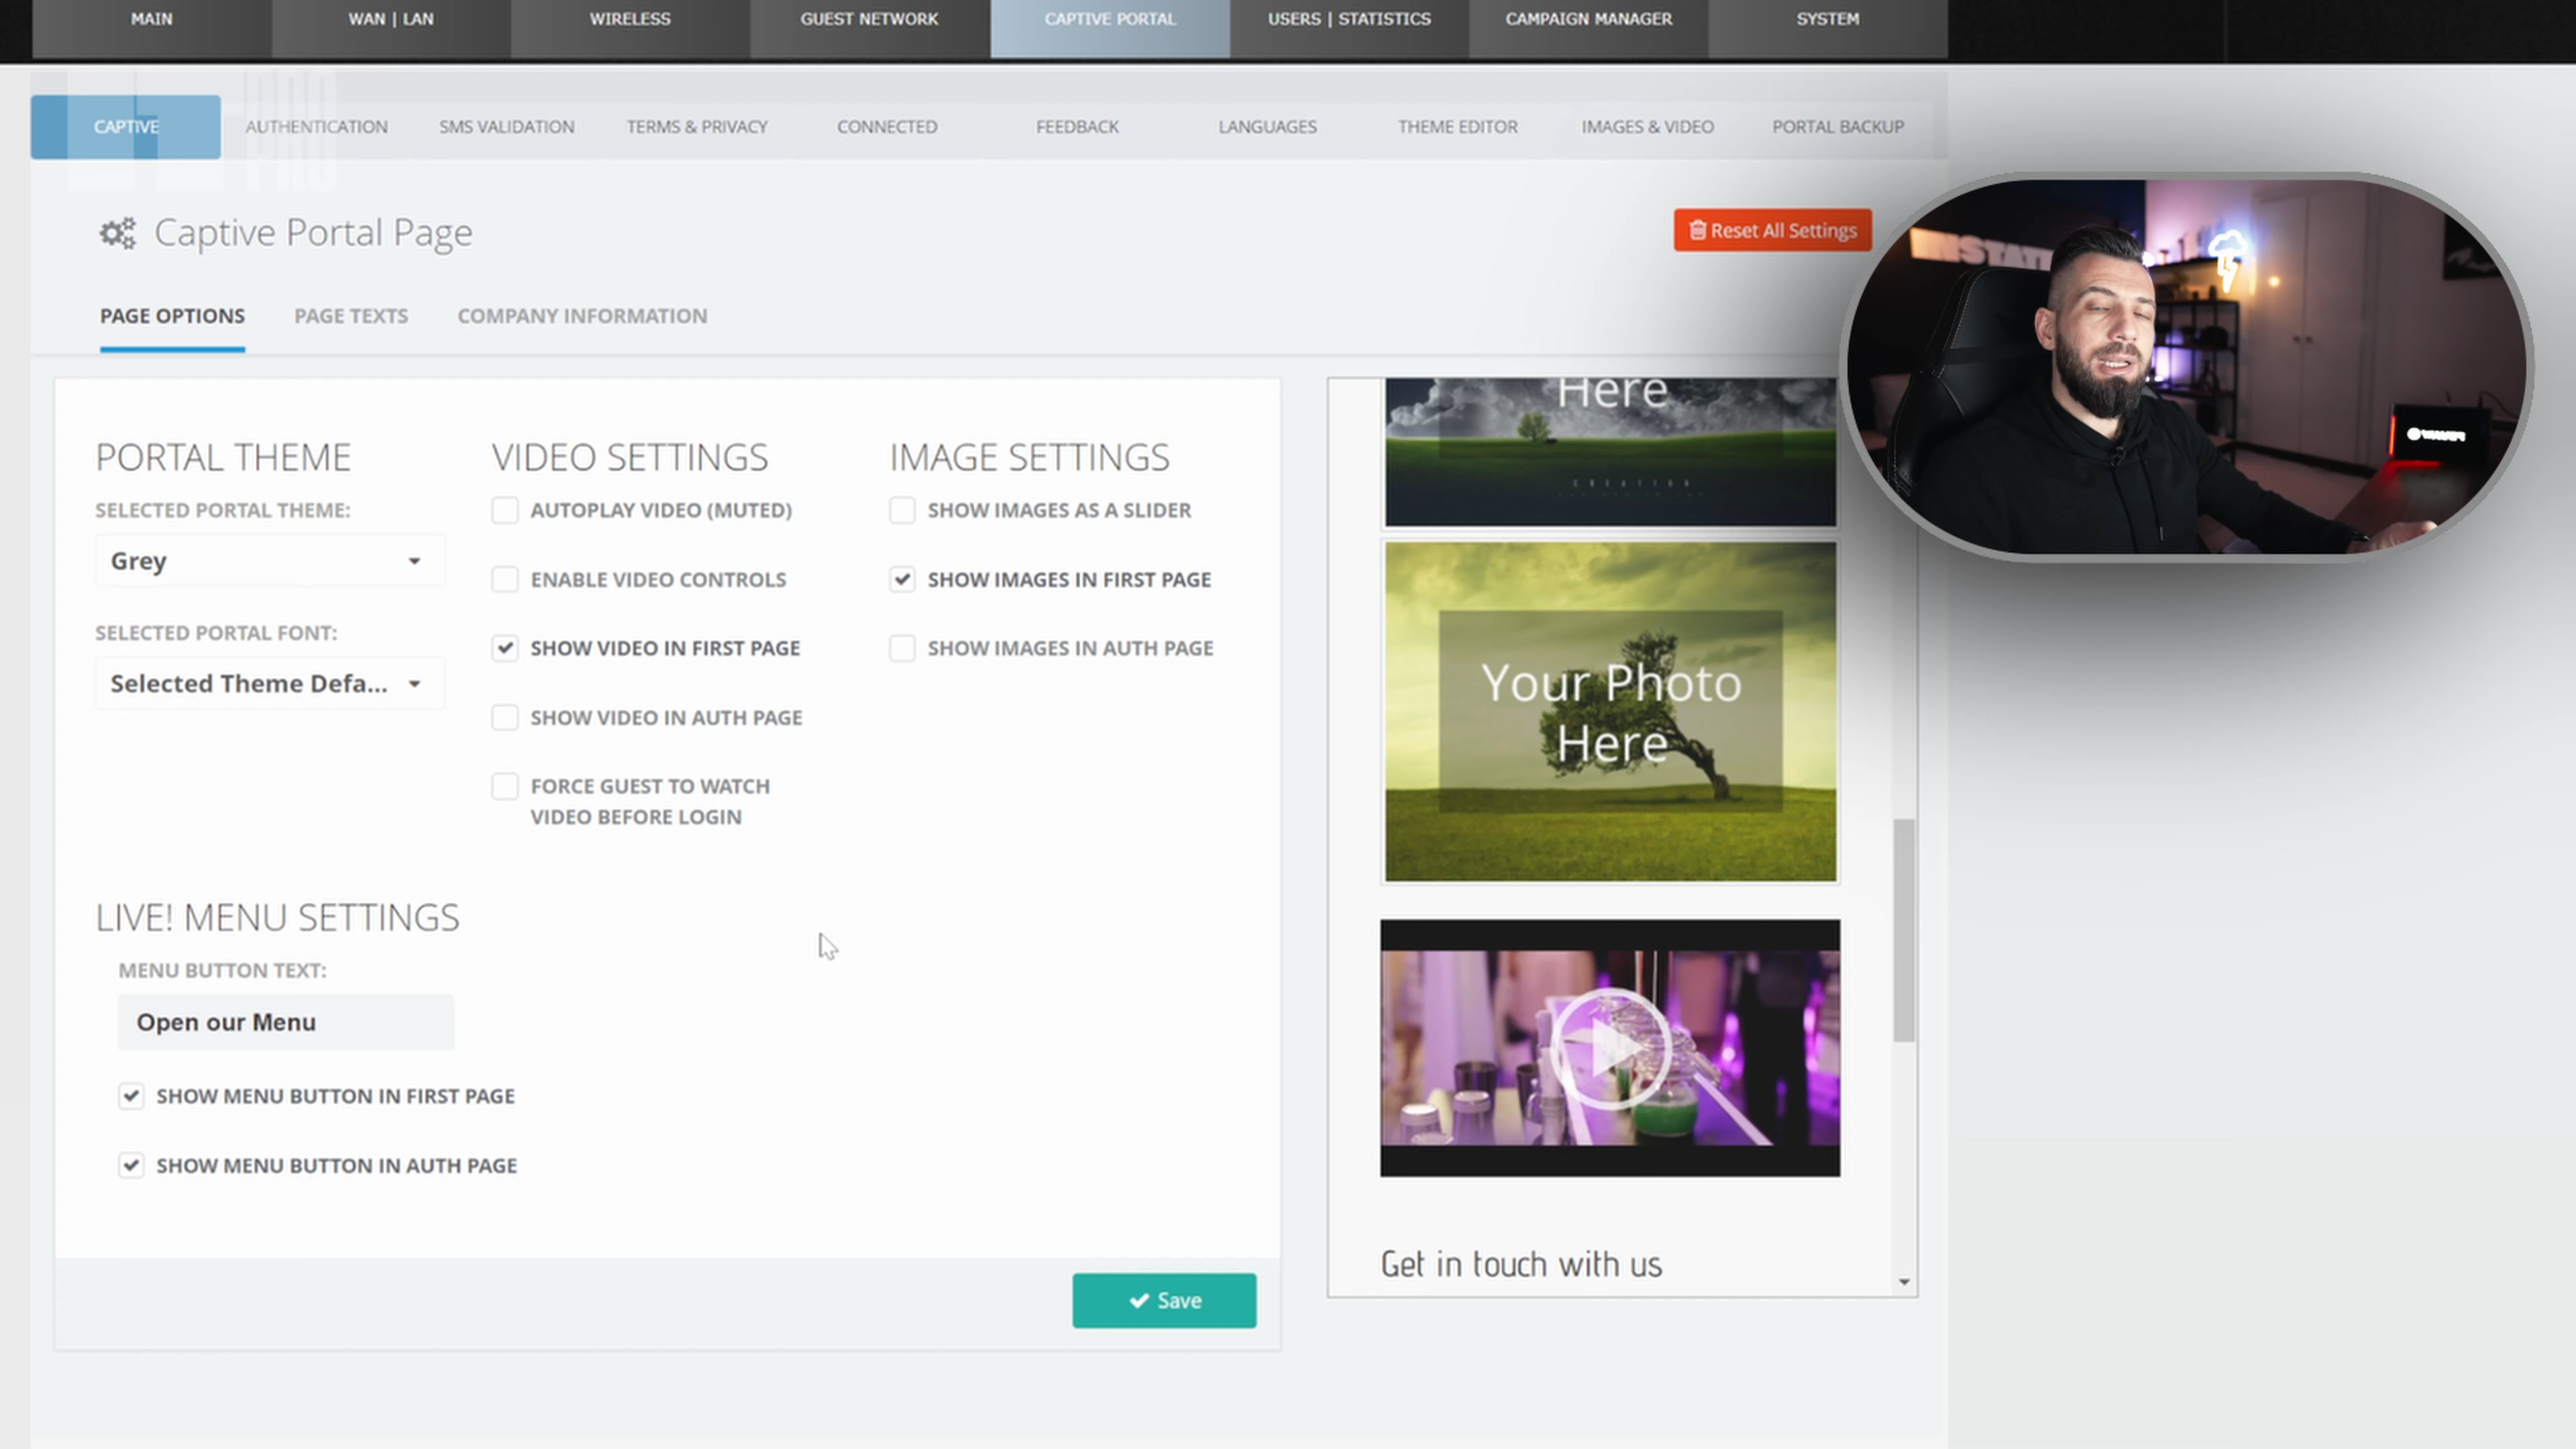 MAIN
WAN | LAN
WIRELESS
GUEST NETWORK
CAPTIVE PORTAL
USERS | STATISTICS
CAMPAIGN MANAGER
SYSTEM
CAPTIVE
AUTHENTICATION
SMS VALIDATION
TERMS & PRIVACY
CONNECTED
FEEDBACK
LANGUAGES
THEME EDITOR
IMAGES & VIDEO
PORTAL BACKUP
PRO
Captive Portal Page
Reset All Settings
PAGE OPTIONS
PAGE TEXTS
COMPANY INFORMATION
PORTAL THEME
SELECTED PORTAL THEME:
Grey
SELECTED PORTAL FONT:
Selected Theme Defa...
VIDEO SETTINGS
AUTOPLAY VIDEO (MUTED)
ENABLE VIDEO CONTROLS
SHOW VIDEO IN FIRST PAGE
SHOW VIDEO IN AUTH PAGE
FORCE GUEST TO WATCH
VIDEO BEFORE LOGIN
IMAGE SETTINGS
SHOW IMAGES AS A SLIDER
SHOW IMAGES IN FIRST PAGE
SHOW IMAGES IN AUTH PAGE
LIVE! MENU SETTINGS
MENU BUTTON TEXT:
Open our Menu
SHOW MENU BUTTON IN FIRST PAGE
SHOW MENU BUTTON IN AUTH PAGE
Save
Here
CREATION
Your Photo
Here
Get in touch with us